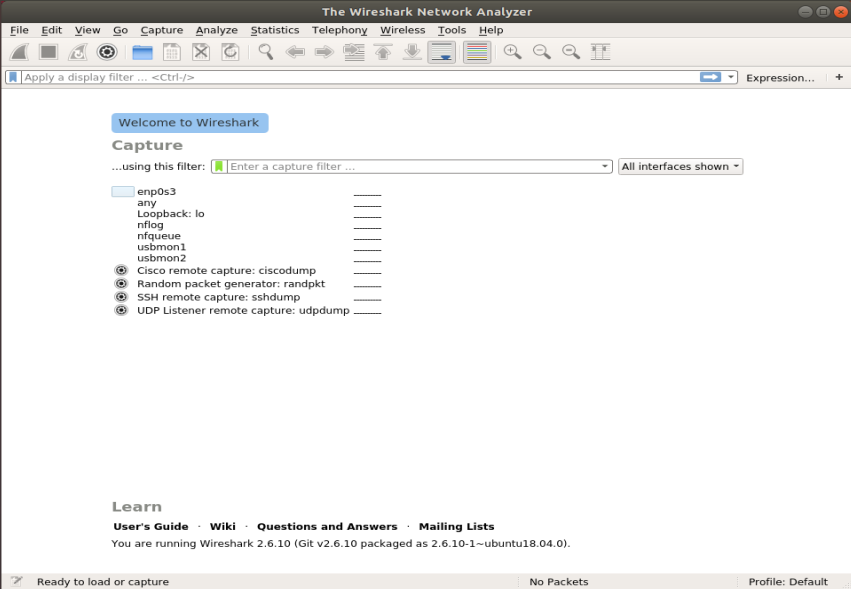 The Wireshark Network Analyzer
File Edit View Go Capture Analyze Statistics Telephony Wireless Tools Help
Apply a display filter ... <Ctrl-/> Expression... +
Welcome to Wireshark
Capture
...using this filter: Enter a capture filter ... All interfaces shown
enp0s3
any
Loopback: lo
nflog
nfqueue
usbmon1
usbmon2
Cisco remote capture: ciscodump
Random packet generator: randpkt
SSH remote capture: sshdump
UDP Listener remote capture: udpdump
Learn
User's Guide · Wiki · Questions and Answers · Mailing Lists
You are running Wireshark 2.6.10 (Git v2.6.10 packaged as 2.6.10-1~ubuntu18.04.0).
Ready to load or capture No Packets Profile: Default